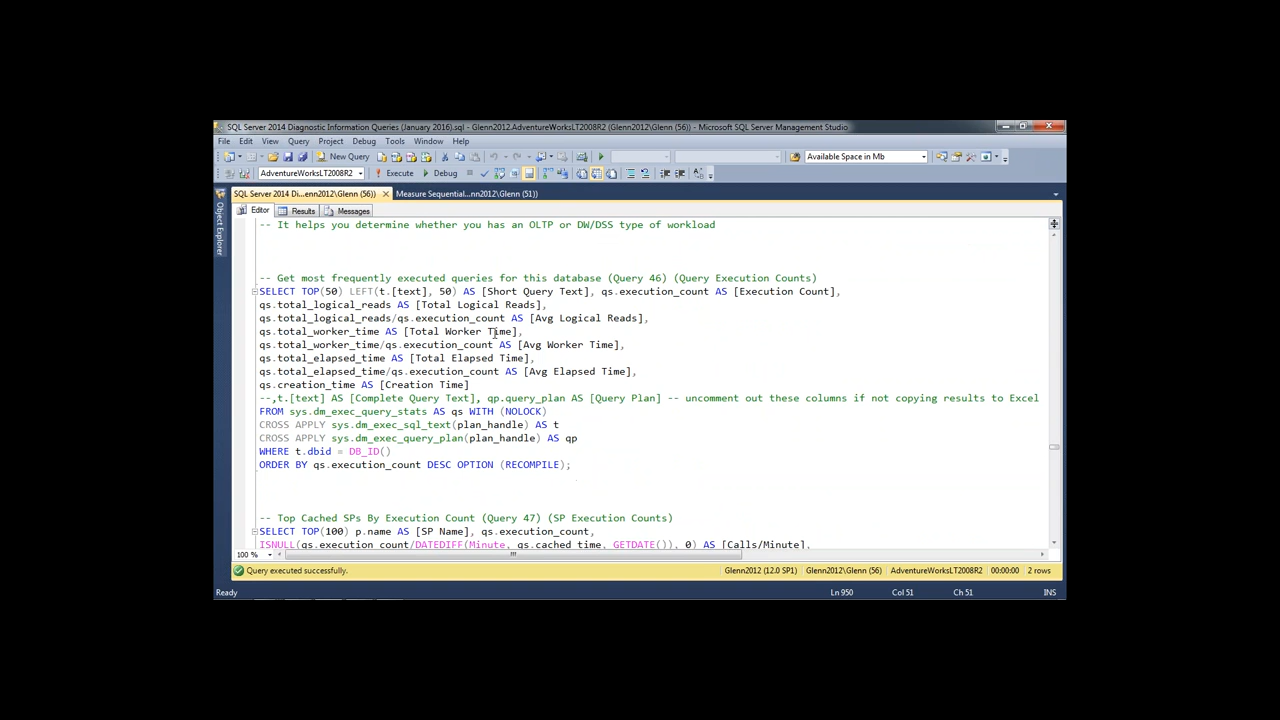 SQL Server 2014 Diagnostic Information Queries (January 2016).sql - Glenn2012.AdventureWorksLT2008R2 (Glenn2012\Glenn (56)) - Microsoft SQL Server Management Studio
File Edit View Query Project Debug Tools Window Help
New Query Available Space in Mb
AdventureWorksLT2008R2 Execute Debug
SQL Server 2014 Di...enn2012\Glenn (56)) Measure Sequential...nn2012\Glenn (51))
Object Explorer
Editor Results Messages
-- It helps you determine whether you has an OLTP or DW/DSS type of workload
-- Get most frequently executed queries for this database (Query 46) (Query Execution Counts)
SELECT TOP(50) LEFT(t.[text], 50) AS [Short Query Text], qs.execution_count AS [Execution Count],
qs.total_logical_reads AS [Total Logical Reads],
qs.total_logical_reads/qs.execution_count AS [Avg Logical Reads],
qs.total_worker_time AS [Total Worker Time],
qs.total_worker_time/qs.execution_count AS [Avg Worker Time],
qs.total_elapsed_time AS [Total Elapsed Time],
qs.total_elapsed_time/qs.execution_count AS [Avg Elapsed Time],
qs.creation_time AS [Creation Time]
--,t.[text] AS [Complete Query Text], qp.query_plan AS [Query Plan] -- uncomment out these columns if not copying results to Excel
FROM sys.dm_exec_query_stats AS qs WITH (NOLOCK)
CROSS APPLY sys.dm_exec_sql_text(plan_handle) AS t
CROSS APPLY sys.dm_exec_query_plan(plan_handle) AS qp
WHERE t.dbid = DB_ID()
ORDER BY qs.execution_count DESC OPTION (RECOMPILE);
-- Top Cached SPs By Execution Count (Query 47) (SP Execution Counts)
SELECT TOP(100) p.name AS [SP Name], qs.execution_count,
ISNULL(qs.execution_count/DATEDIFF(Minute, qs.cached_time, GETDATE()), 0) AS [Calls/Minute],
100 %
Query executed successfully. Glenn2012 (12.0 SP1) Glenn2012\Glenn (56) AdventureWorksLT2008R2 00:00:00 2 rows
Ready Ln 950 Col 51 Ch 51 INS